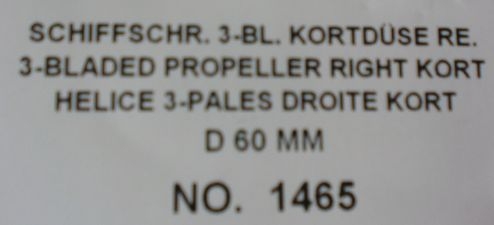 SCHIFFSCHR. 3-BL. KORTDÜSE RE.
3-BLADED PROPELLER RIGHT KORT
HELICE 3-PALES DROITE KORT
D 60 MM
NO. 1465